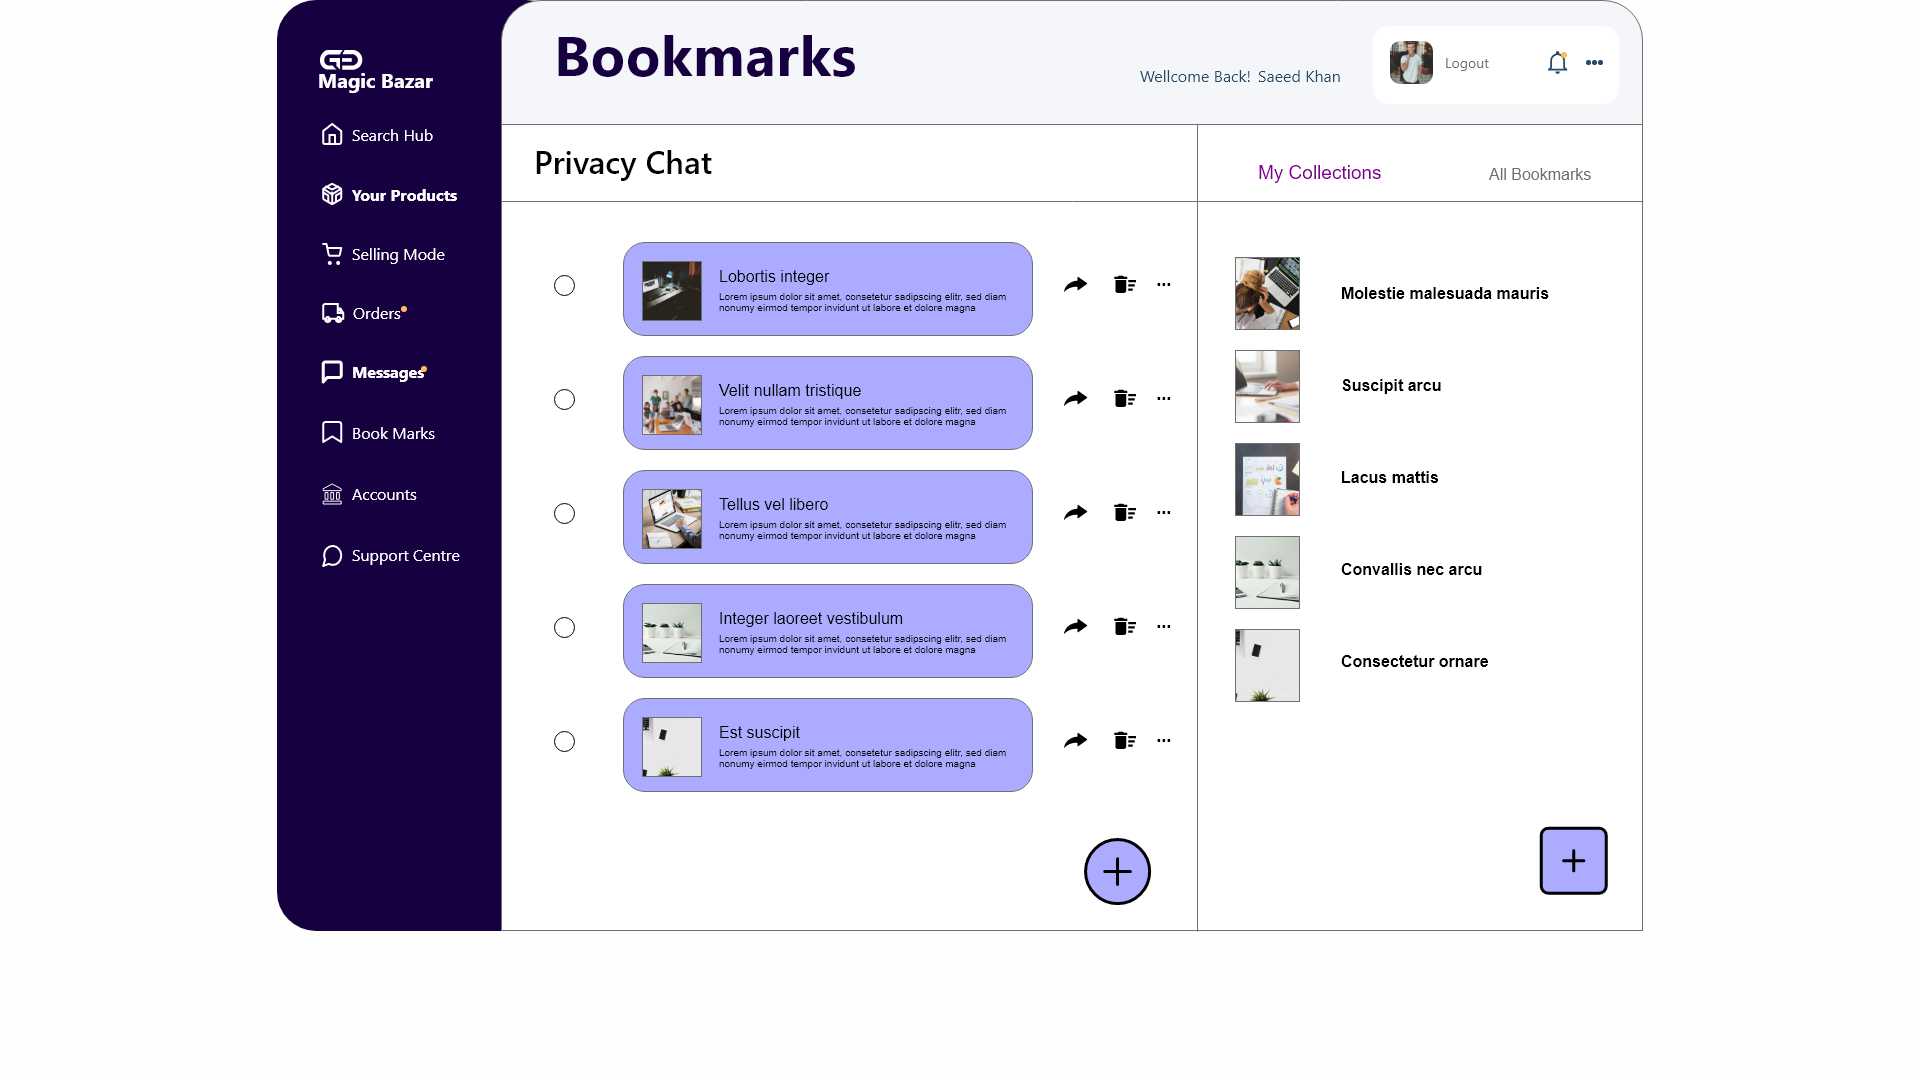 Magic Bazar
Search Hub
Your Products
Selling Mode
Orders
Messages
Book Marks
Accounts
Support Centre
Bookmarks
Wellcome Back! Saeed Khan
Logout
Privacy Chat
My Collections
All Bookmarks
Lobortis integer
Lorem ipsum dolor sit amet, consetetur sadipscing elitr, sed diam
nonumy eirmod tempor invidunt ut labore et dolore magna
Velit nullam tristique
Lorem ipsum dolor sit amet, consetetur sadipscing elitr, sed diam
nonumy eirmod tempor invidunt ut labore et dolore magna
Tellus vel libero
Lorem ipsum dolor sit amet, consetetur sadipscing elitr, sed diam
nonumy eirmod tempor invidunt ut labore et dolore magna
Integer laoreet vestibulum
Lorem ipsum dolor sit amet, consetetur sadipscing elitr, sed diam
nonumy eirmod tempor invidunt ut labore et dolore magna
Est suscipit
Lorem ipsum dolor sit amet, consetetur sadipscing elitr, sed diam
nonumy eirmod tempor invidunt ut labore et dolore magna
Molestie malesuada mauris
Suscipit arcu
Lacus mattis
Convallis nec arcu
Consectetur ornare